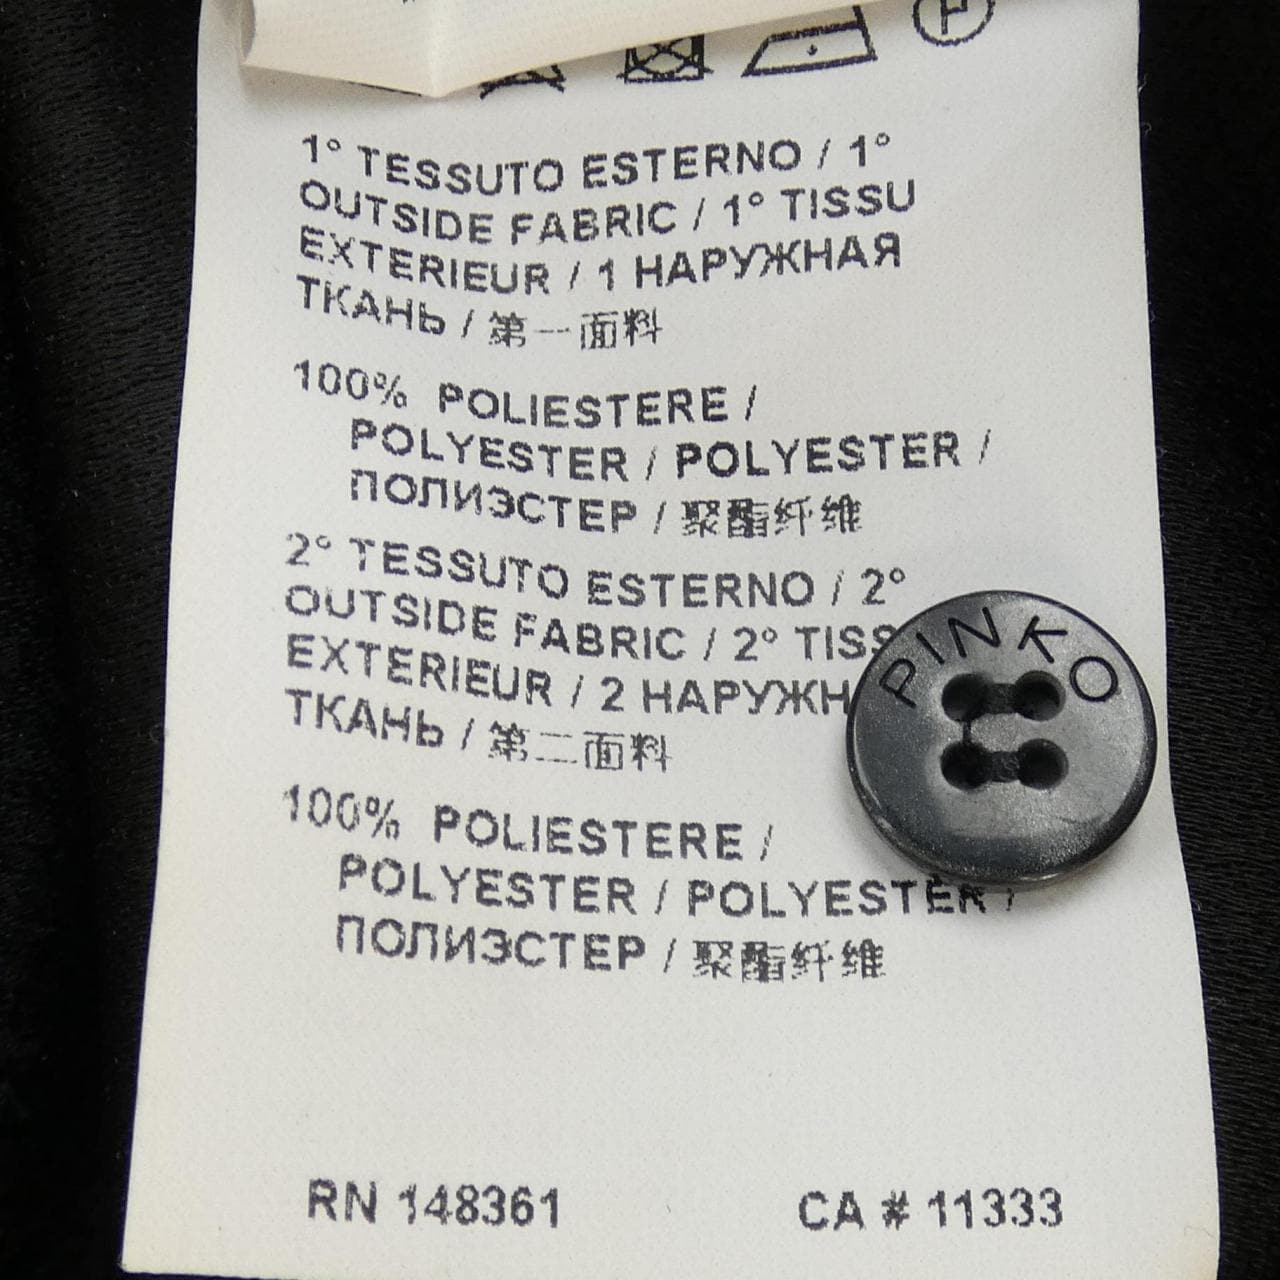 1° TESSUTO ESTERNO / 1°
OUTSIDE FABRIC / 1° TISSU
EXTERIEUR / 1 НАРУЖНАЯ
ТКАНЬ / 第一面料
100% POLIESTERE /
POLYESTER / POLYESTER /
ПОЛИЭСТЕР / 聚酯纤维
2° TESSUTO ESTERNO / 2°
OUTSIDE FABRIC / 2° TISS
EXTERIEUR / 2 НАРУЖН
ТКАНЬ / 第二面料
PINKO
100% POLIESTERE /
POLYESTER / POLYESTER /
ПОЛИЭСТЕР / 聚酯纤维
RN 148361 CA # 11333